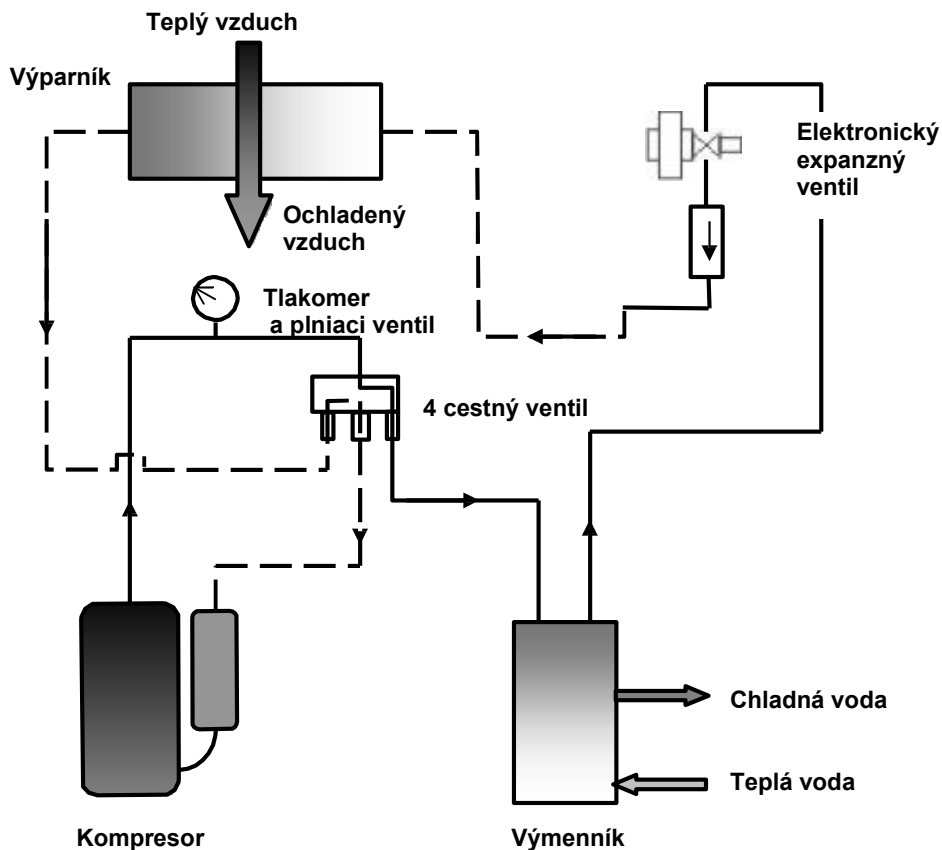 Teplý vzduch
Výparník
Elektronický
expanzný
ventil
Ochladený
vzduch
Tlakomer
a plniaci ventil
4 cestný ventil
Chladná voda
Teplá voda
Kompresor
Výmenník